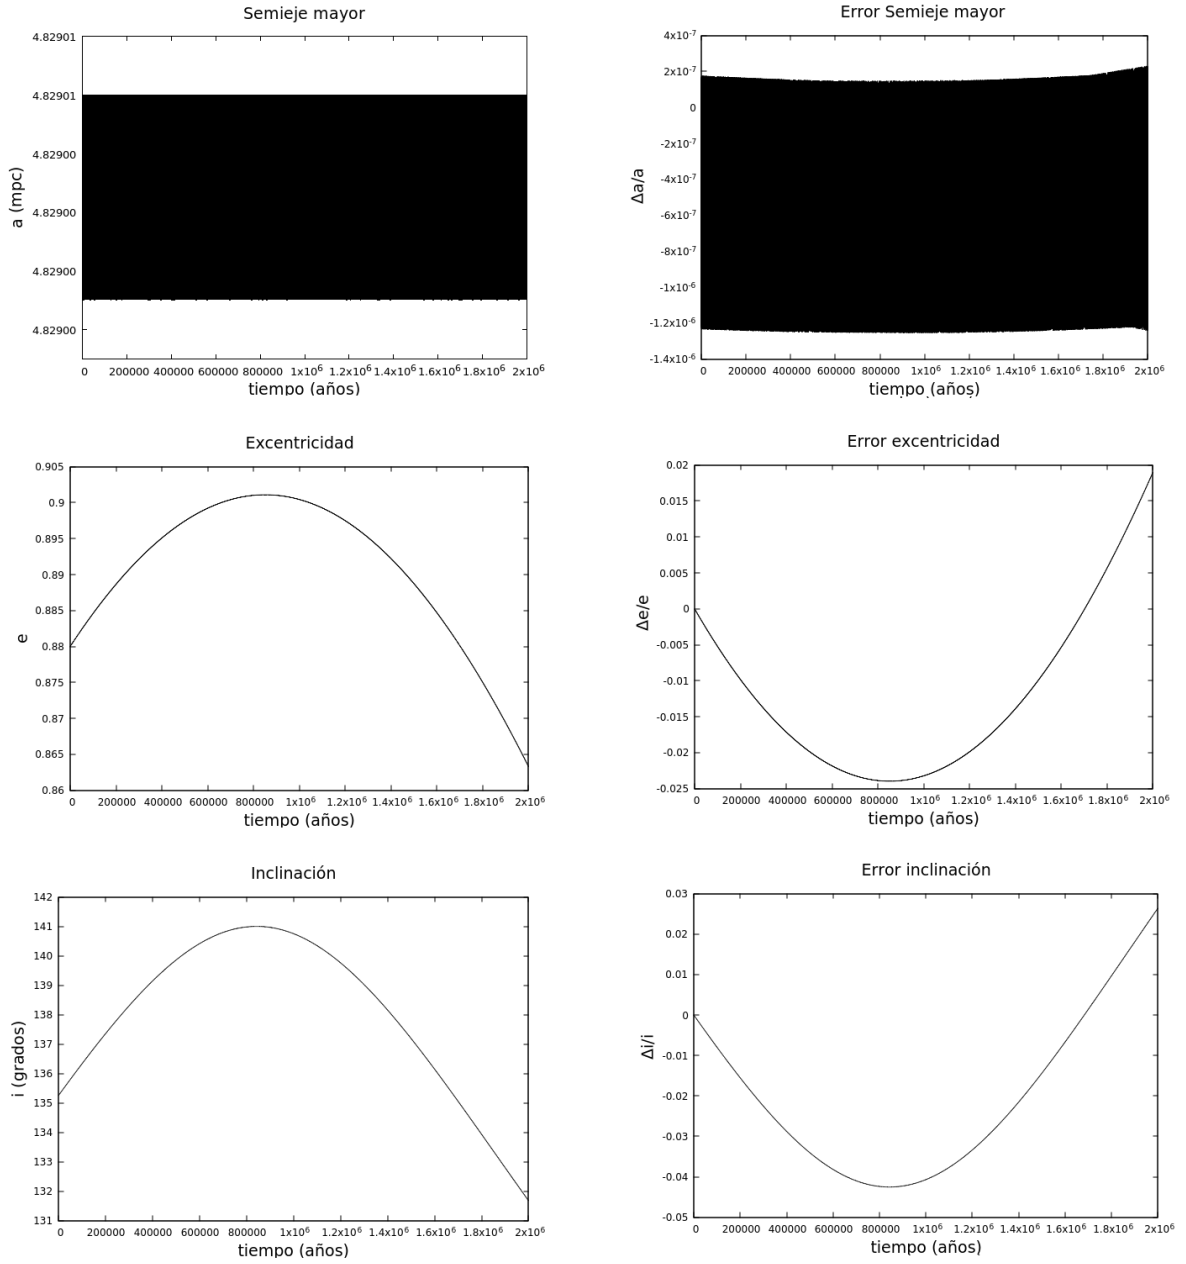 Semieje mayor
4.82901
4.82901
4.82900
4.82900
4.82900
4.82900
a (mpc)
0 200000 400000 600000 800000 1x10⁶ 1.2x10⁶ 1.4x10⁶ 1.6x10⁶ 1.8x10⁶ 2x10⁶
tiempo (años)
Error Semieje mayor
4x10⁻⁷
2x10⁻⁷
0
-2x10⁻⁷
-4x10⁻⁷
-6x10⁻⁷
-8x10⁻⁷
-1x10⁻⁶
-1.2x10⁻⁶
-1.4x10⁻⁶
Δa/a
0 200000 400000 600000 800000 1x10⁶ 1.2x10⁶ 1.4x10⁶ 1.6x10⁶ 1.8x10⁶ 2x10⁶
tiempo (años)
Excentricidad
0.905
0.9
0.895
0.89
0.885
0.88
0.875
0.87
0.865
0.86
e
0 200000 400000 600000 800000 1x10⁶ 1.2x10⁶ 1.4x10⁶ 1.6x10⁶ 1.8x10⁶ 2x10⁶
tiempo (años)
Error excentricidad
0.02
0.015
0.01
0.005
0
-0.005
-0.01
-0.015
-0.02
-0.025
Δe/e
0 200000 400000 600000 800000 1x10⁶ 1.2x10⁶ 1.4x10⁶ 1.6x10⁶ 1.8x10⁶ 2x10⁶
tiempo (años)
Inclinación
142
141
140
139
138
137
136
135
134
133
132
131
i (grados)
0 200000 400000 600000 800000 1x10⁶ 1.2x10⁶ 1.4x10⁶ 1.6x10⁶ 1.8x10⁶ 2x10⁶
tiempo (años)
Error inclinación
0.03
0.02
0.01
0
-0.01
-0.02
-0.03
-0.04
-0.05
Δi/i
0 200000 400000 600000 800000 1x10⁶ 1.2x10⁶ 1.4x10⁶ 1.6x10⁶ 1.8x10⁶ 2x10⁶
tiempo (años)